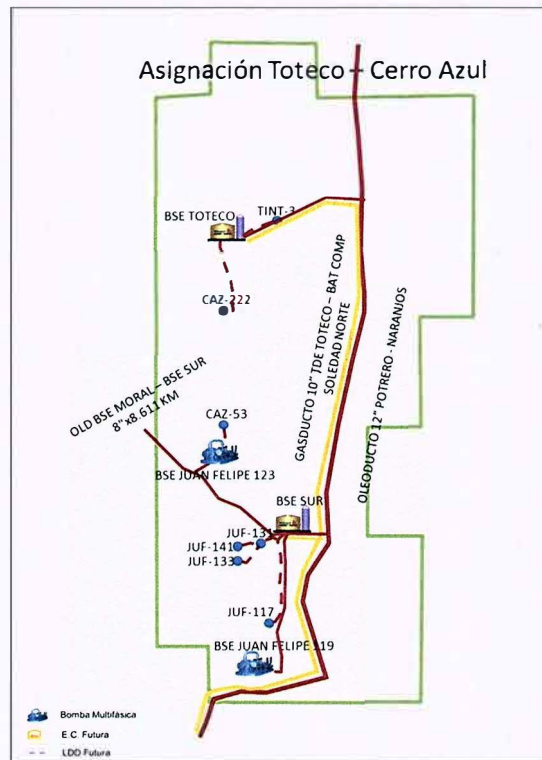 Asignación Toteco – Cerro Azul
BSE TOTECO
TINT-3
CAZ-222
GASDUCTO 10" TDE TOTECO – BAT COMP
SOLEDAD NORTE
OLEODUCTO 12" POTRERO - NARANJOS
OLD BSE MORAL – BSE SUR
8"x8.611 KM
CAZ-53
BSE JUAN FELIPE 123
BSE SUR
JUF-131
JUF-141
JUF-133
JUF-117
BSE JUAN FELIPE 119
Bomba Multifásica
E.C. Futura
LDD Futura